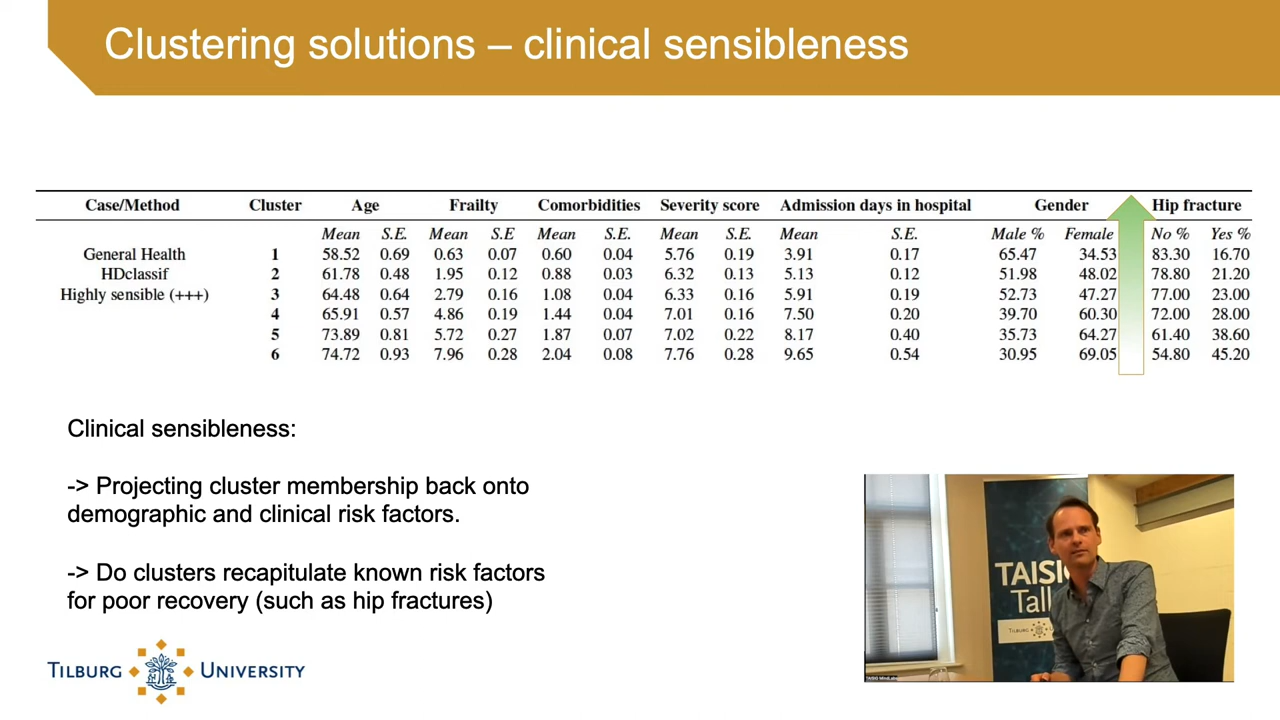 Clustering solutions – clinical sensibleness
Case/Method Cluster Age Frailty Comorbidities Severity score Admission days in hospital Gender Hip fracture
Mean S.E. Mean S.E Mean S.E. Mean S.E. Mean S.E. Male % Female No % Yes %
General Health 1 58.52 0.69 0.63 0.07 0.60 0.04 5.76 0.19 3.91 0.17 65.47 34.53 83.30 16.70
HDclassif 2 61.78 0.48 1.95 0.12 0.88 0.03 6.32 0.13 5.13 0.12 51.98 48.02 78.80 21.20
Highly sensible (+++) 3 64.48 0.64 2.79 0.16 1.08 0.04 6.33 0.16 5.91 0.19 52.73 47.27 77.00 23.00
4 65.91 0.57 4.86 0.19 1.44 0.04 7.01 0.16 7.50 0.20 39.70 60.30 72.00 28.00
5 73.89 0.81 5.72 0.27 1.87 0.07 7.02 0.22 8.17 0.40 35.73 64.27 61.40 38.60
6 74.72 0.93 7.96 0.28 2.04 0.08 7.76 0.28 9.65 0.54 30.95 69.05 54.80 45.20
Clinical sensibleness:
-> Projecting cluster membership back onto
demographic and clinical risk factors.
-> Do clusters recapitulate known risk factors
for poor recovery (such as hip fractures)
TILBURG UNIVERSITY
TAISIG
Tal